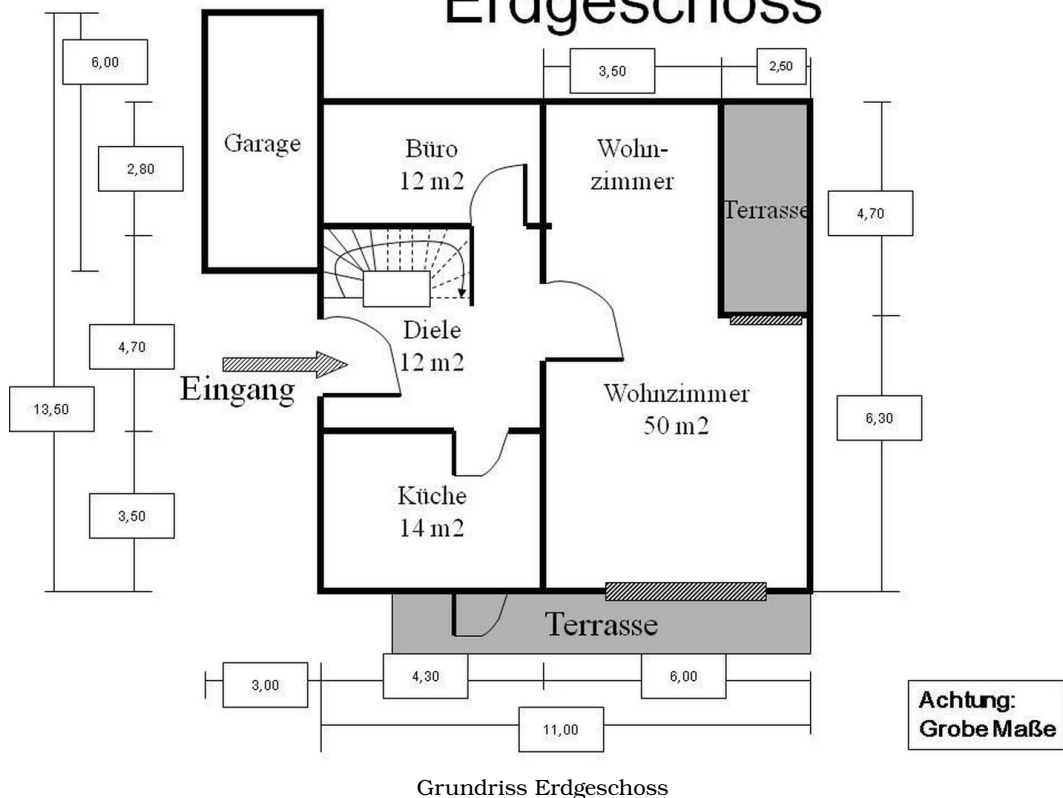 Erdgeschoss
6,00
3,50
2,50
Garage
Büro
12 m2
Wohn-
zimmer
2,80
Terrasse
4,70
Diele
12 m2
4,70
Eingang
Wohnzimmer
50 m2
13,50
6,30
Küche
14 m2
3,50
Terrasse
3,00
4,30
6,00
11,00
Achtung:
Grobe Maße
Grundriss Erdgeschoss